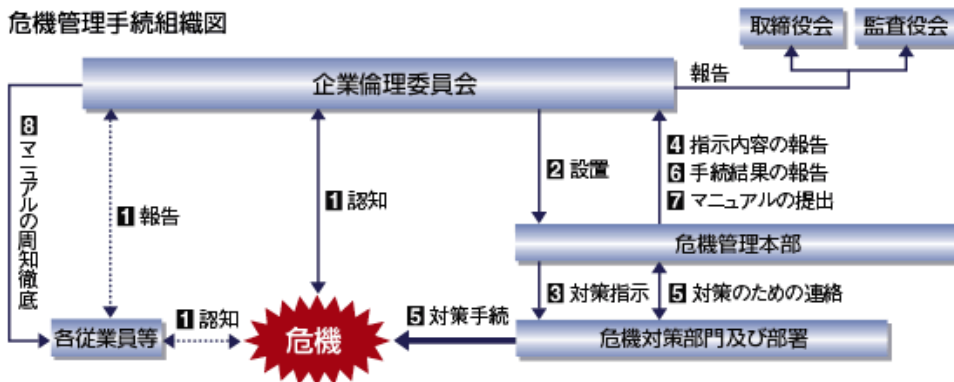 危機管理手続組織図
取締役会
監査役会
企業倫理委員会
報告
8 マニュアルの周知徹底
1 報告
1 認知
2 設置
4 指示内容の報告
6 手続結果の報告
7 マニュアルの提出
危機管理本部
3 対策指示
5 対策のための連絡
各従業員等
1 認知
危機
5 対策手続
危機対策部門及び部署